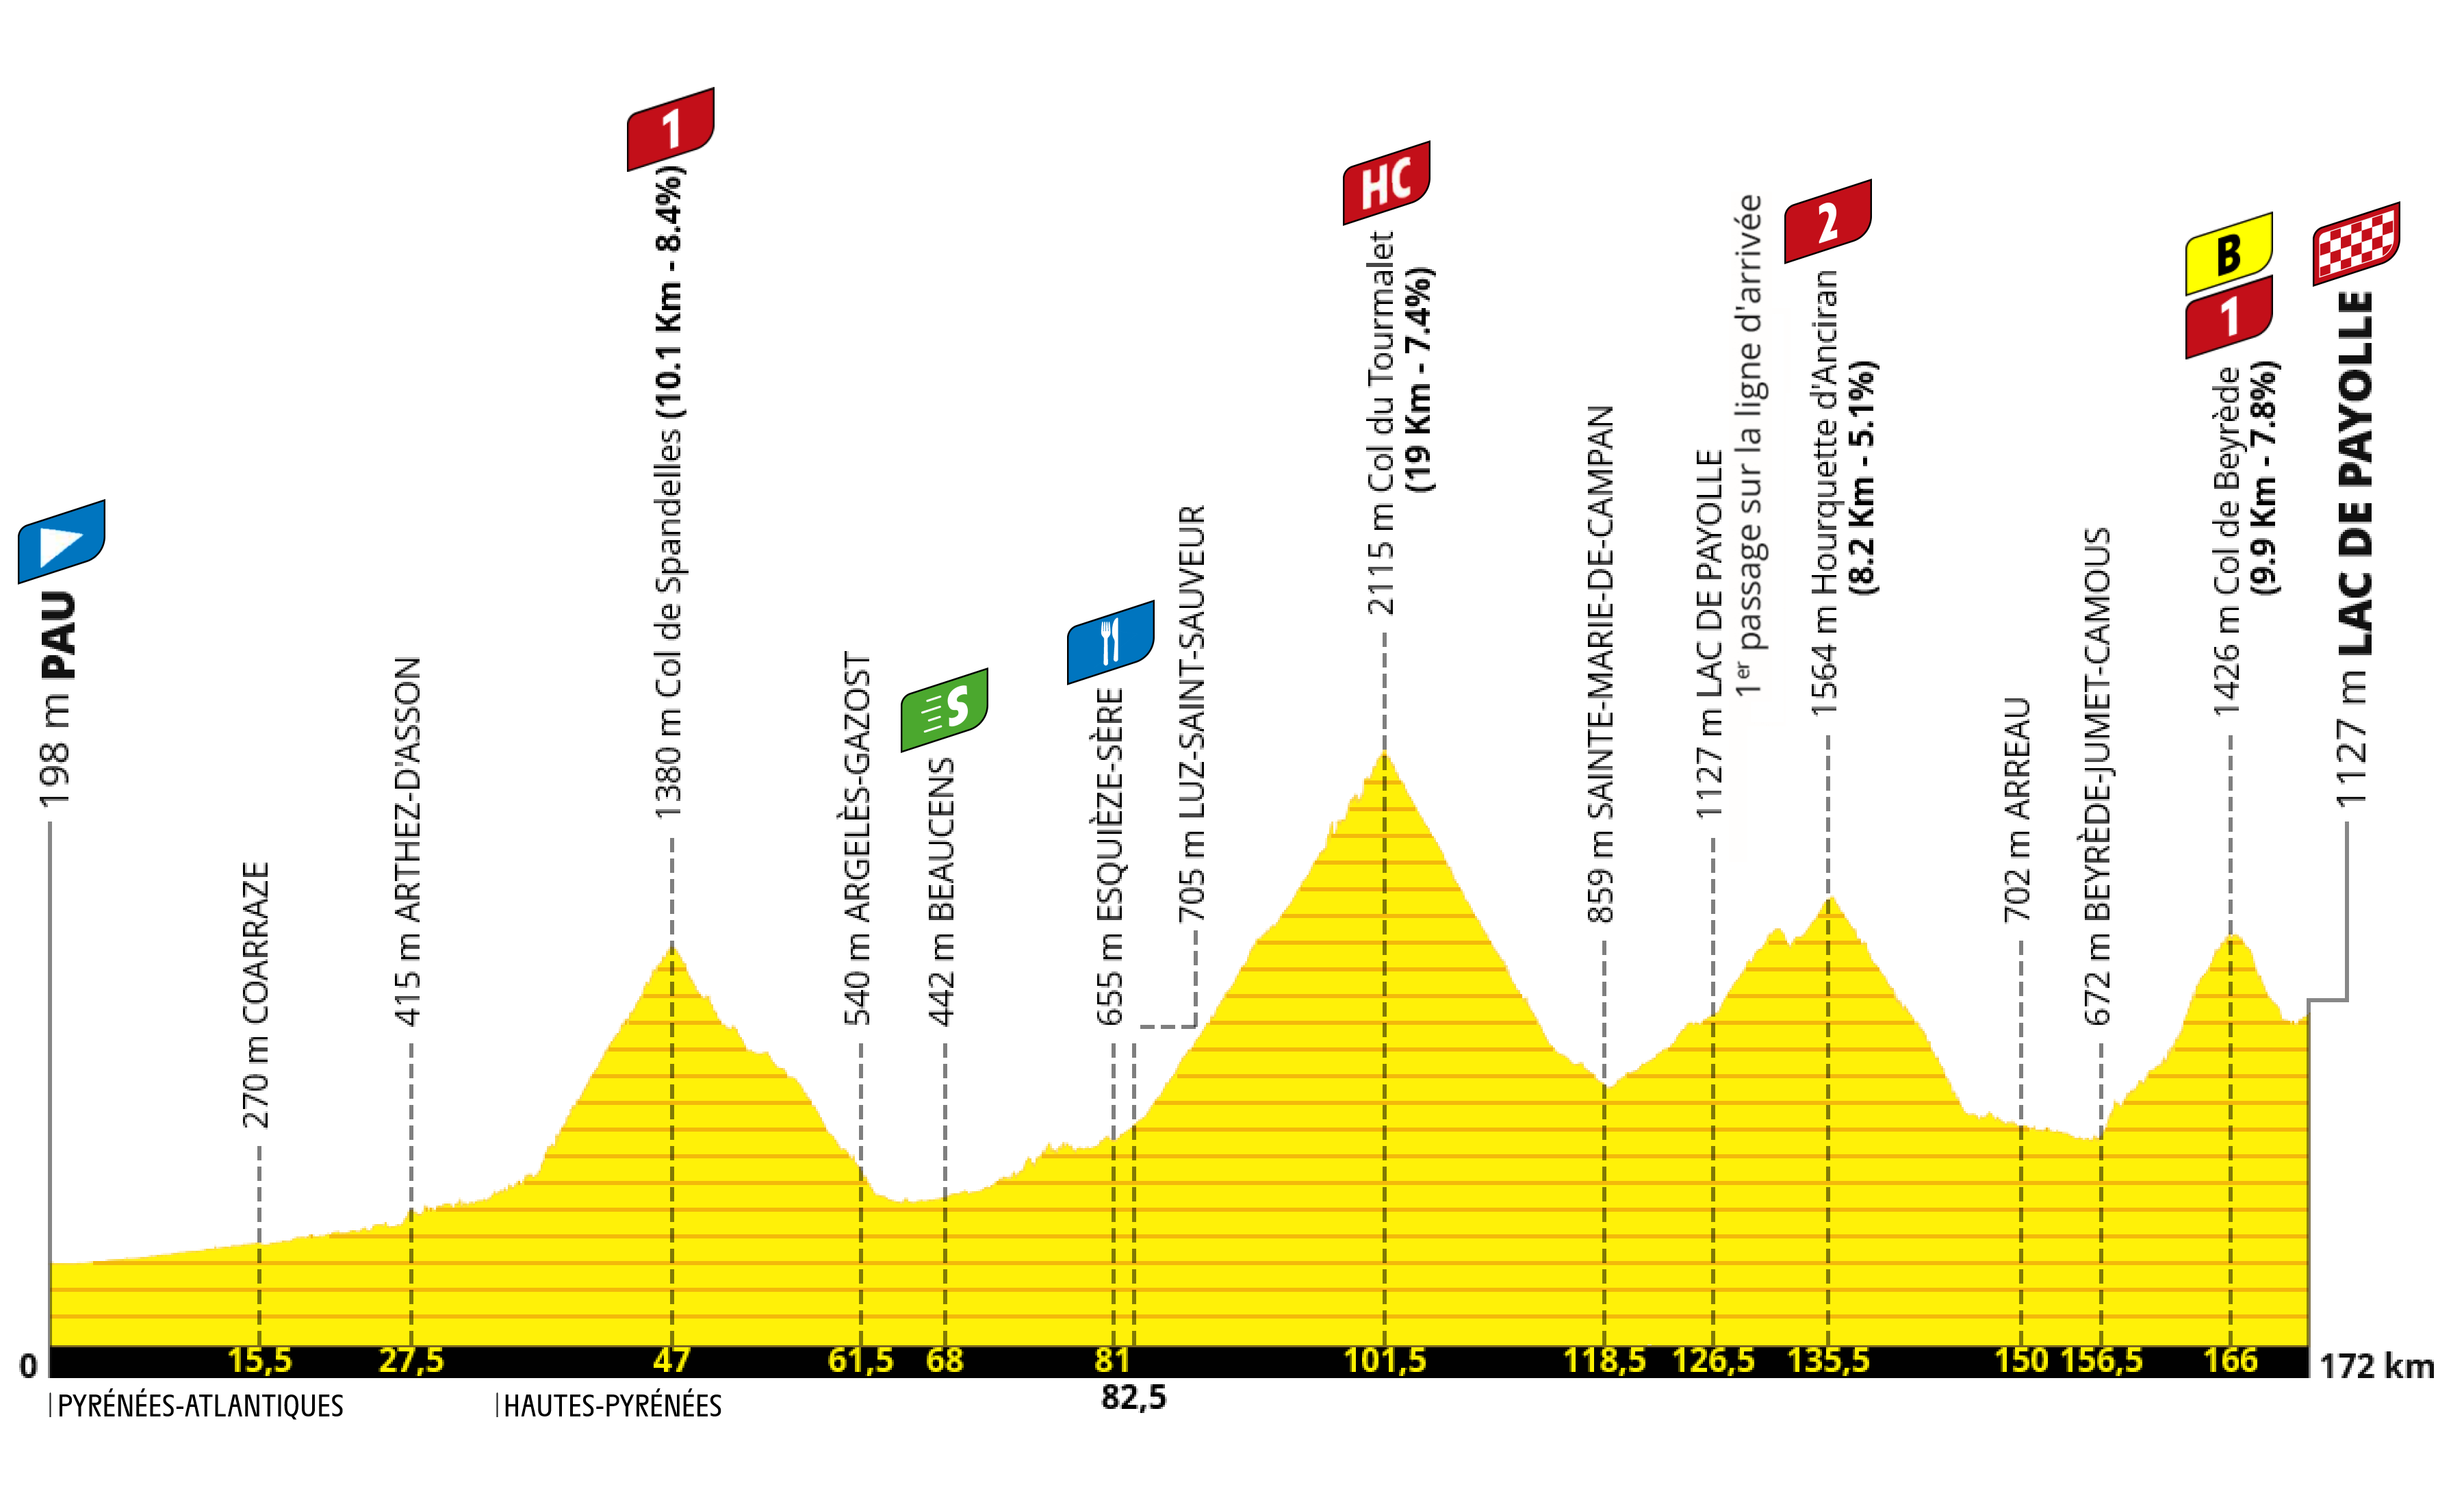 198 m PAU
270 m COARRAZE
415 m ARTHEZ-D'ASSON
1
1380 m Col de Spandelles (10.1 Km - 8.4%)
540 m ARGELÈS-GAZOST
S
442 m BEAUCENS
655 m ESQUIÈZE-SÈRE
705 m LUZ-SAINT-SAUVEUR
HC
2115 m Col du Tourmalet
(19 Km - 7.4%)
859 m SAINTE-MARIE-DE-CAMPAN
1127 m LAC DE PAYOLLE
1er passage sur la ligne d'arrivée
2
1564 m Hourquette d'Anciran
(8.2 Km - 5.1%)
702 m ARREAU
672 m BEYRÈDE-JUMET-CAMOUS
B
1
1426 m Col de Beyrède
(9.9 Km - 7.8%)
1127 m LAC DE PAYOLLE
0 15,5 27,5 47 61,5 68 81 101,5 118,5 126,5 135,5 150 156,5 166 172 km
82,5
PYRÉNÉES-ATLANTIQUES
HAUTES-PYRÉNÉES